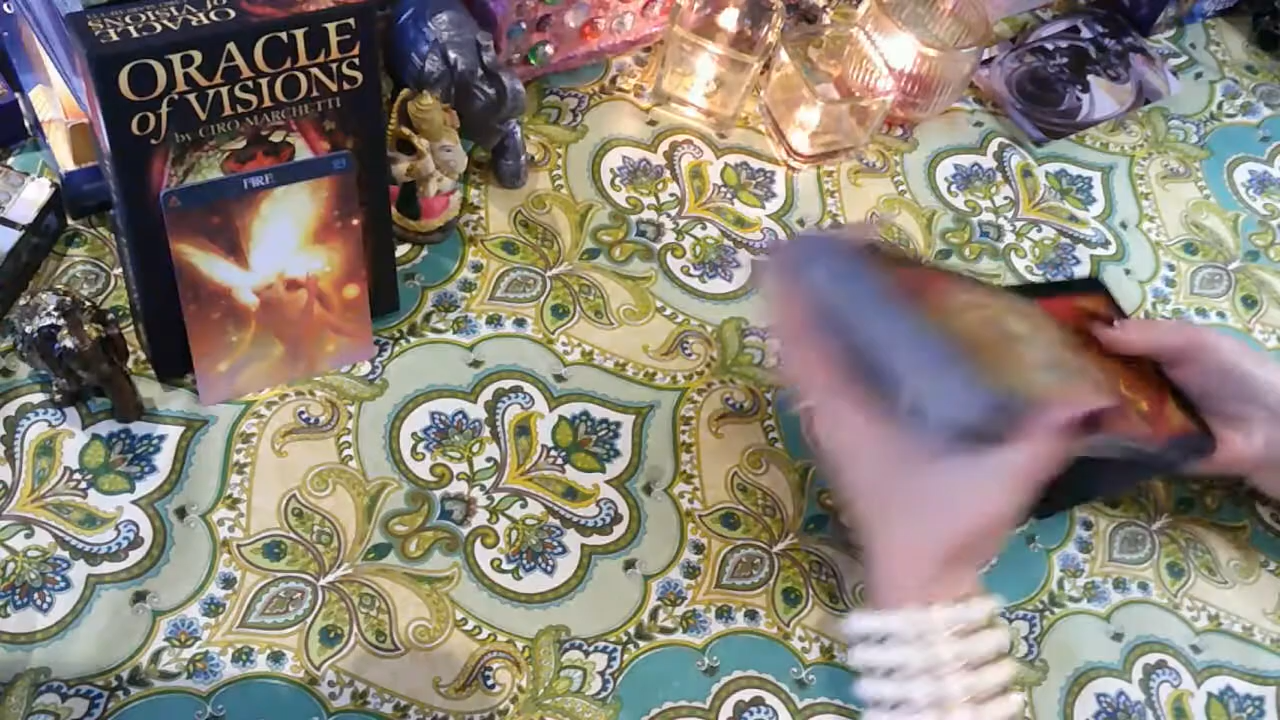 ORACLE
of VISIONS
ORACLE
of VISIONS
by CIRO MARCHETTI
FIRE